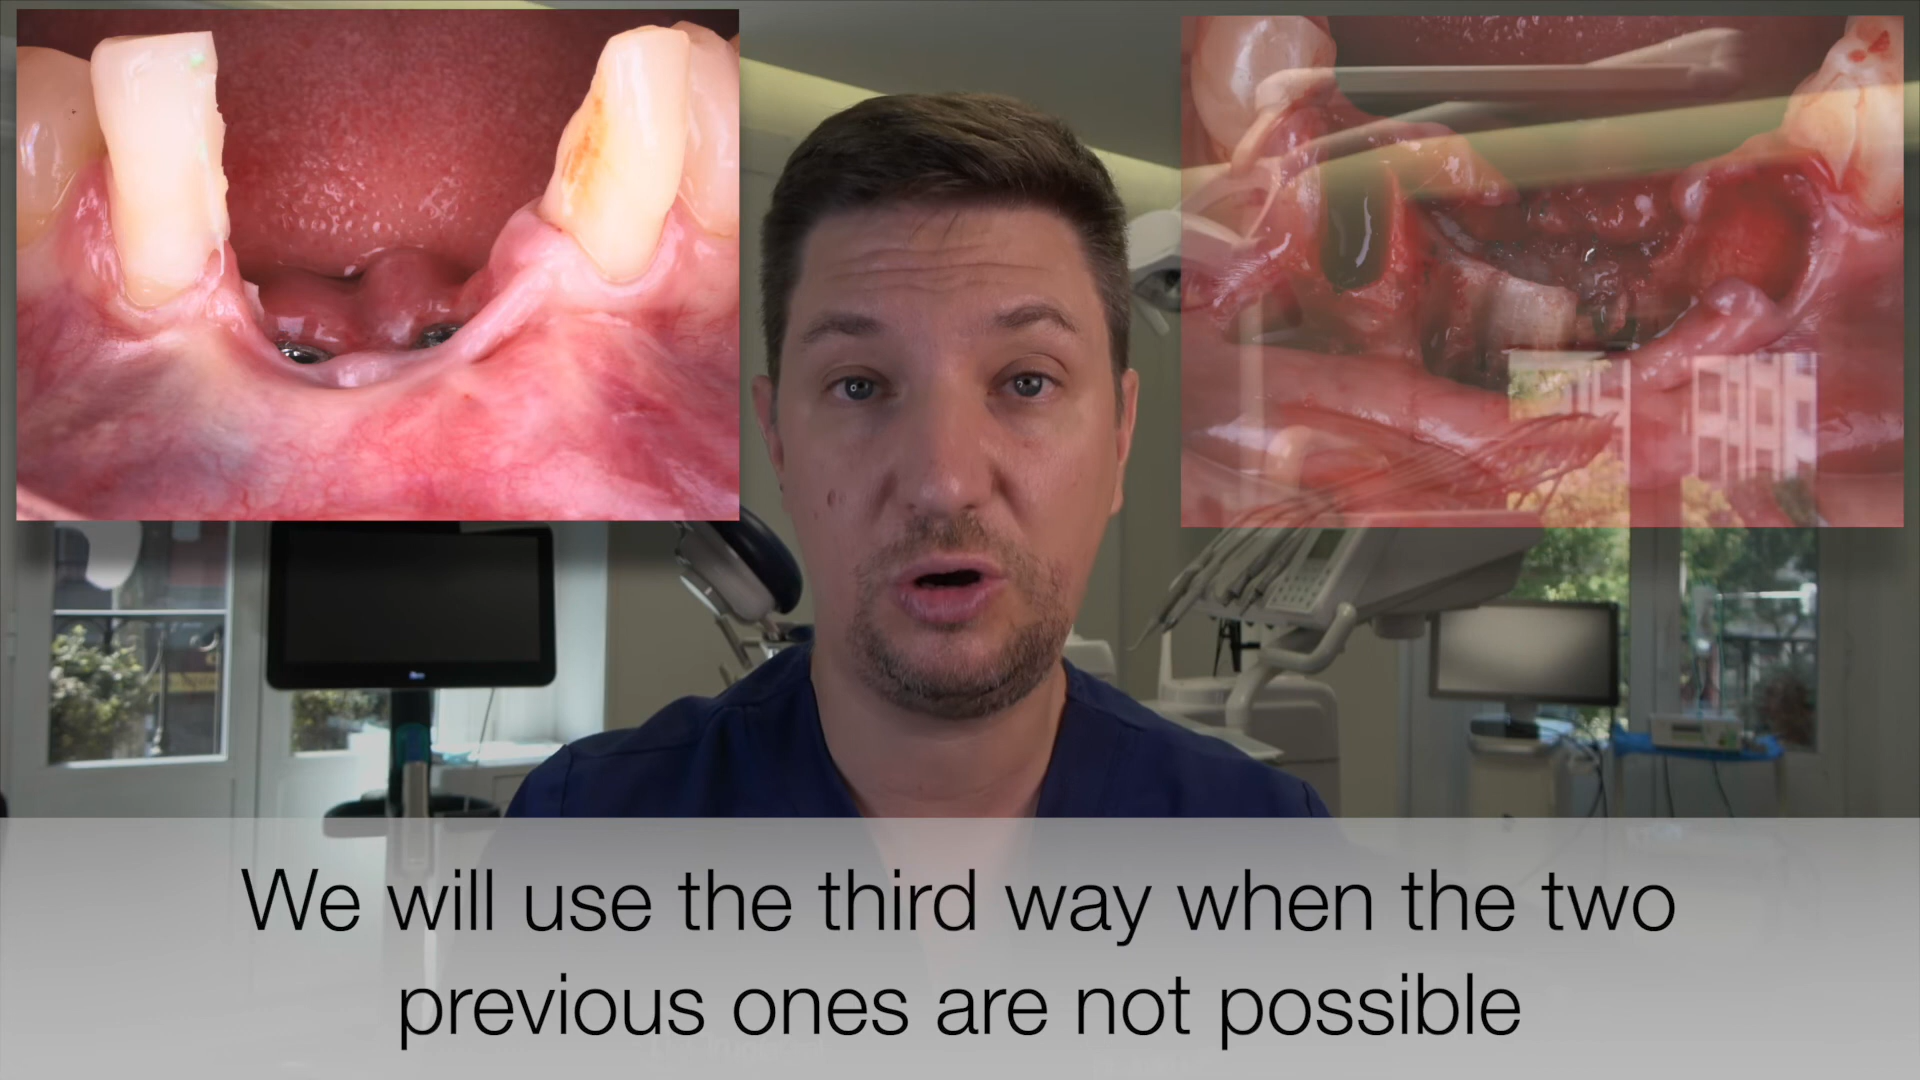 We will use the third way when the two
previous ones are not possible